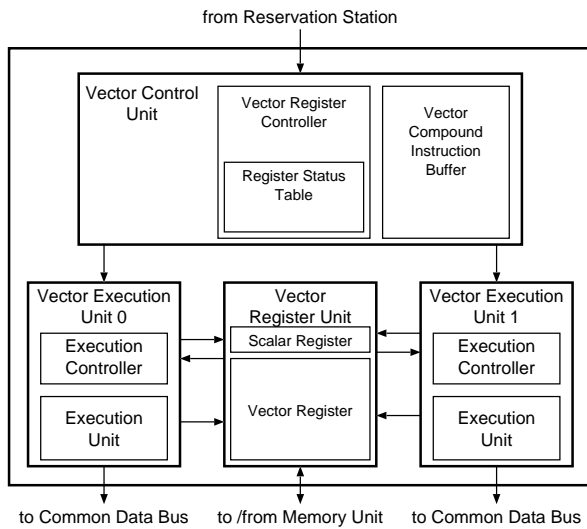 from Reservation Station
Vector Control
Unit
Vector Register
Controller
Register Status
Table
Vector
Compound
Instruction
Buffer
Vector Execution
Unit 0
Execution
Controller
Execution
Unit
Vector
Register Unit
Scalar Register
Vector Register
Vector Execution
Unit 1
Execution
Controller
Execution
Unit
to Common Data Bus
to /from Memory Unit
to Common Data Bus